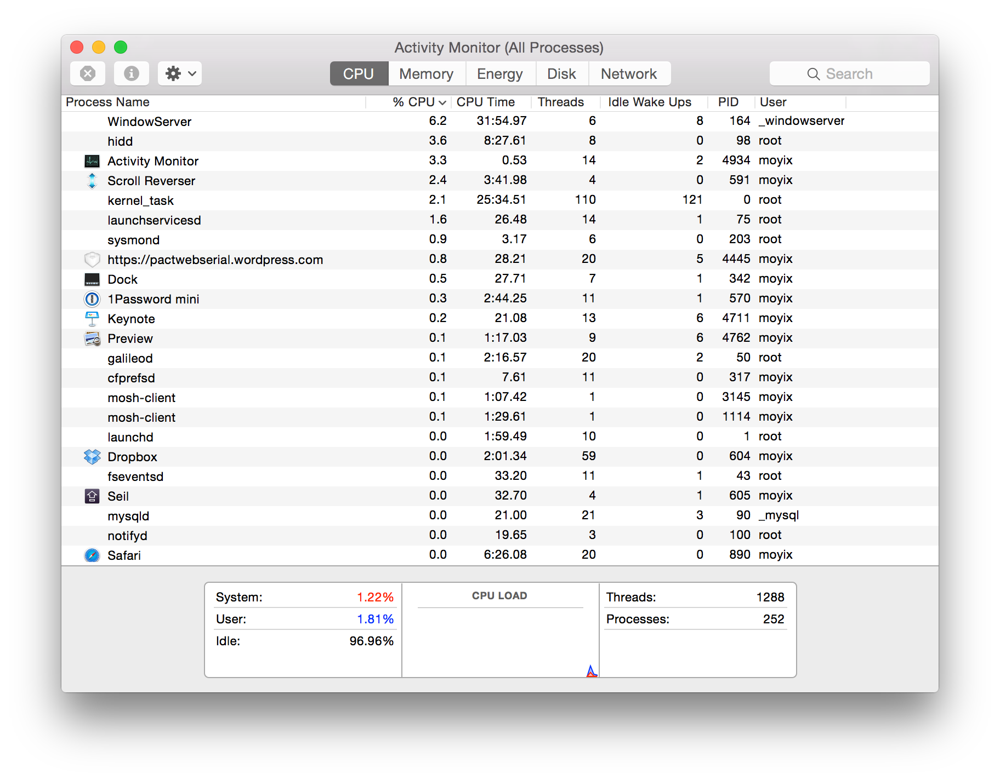 Activity Monitor (All Processes)
CPU Memory Energy Disk Network Search
Process Name % CPU CPU Time Threads Idle Wake Ups PID User
WindowServer 6.2 31:54.97 6 8 164 _windowserver
hidd 3.6 8:27.61 8 0 98 root
Activity Monitor 3.3 0.53 14 2 4934 moyix
Scroll Reverser 2.4 3:41.98 4 0 591 moyix
kernel_task 2.1 25:34.51 110 121 0 root
launchservicesd 1.6 26.48 14 1 75 root
sysmond 0.9 3.17 6 0 203 root
https://pactwebserial.wordpress.com 0.8 28.21 20 5 4445 moyix
Dock 0.5 27.71 7 1 342 moyix
1Password mini 0.3 2:44.25 11 1 570 moyix
Keynote 0.2 21.08 13 6 4711 moyix
Preview 0.1 1:17.03 9 6 4762 moyix
galileod 0.1 2:16.57 20 2 50 root
cfprefsd 0.1 7.61 11 0 317 moyix
mosh-client 0.1 1:07.42 1 0 3145 moyix
mosh-client 0.1 1:29.61 1 0 1114 moyix
launchd 0.0 1:59.49 10 0 1 root
Dropbox 0.0 2:01.34 59 0 604 moyix
fseventsd 0.0 33.20 11 1 43 root
Seil 0.0 32.70 4 1 605 moyix
mysqld 0.0 21.00 21 3 90 _mysql
notifyd 0.0 19.65 3 0 100 root
Safari 0.0 6:26.08 20 0 890 moyix
System: 1.22% CPU LOAD Threads: 1288
User: 1.81% Processes: 252
Idle: 96.96%